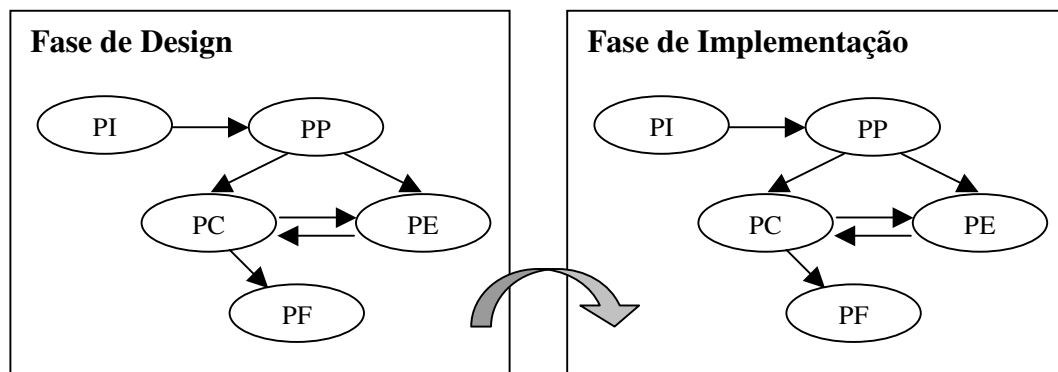 Fase de Design
PI
PP
PC
PE
PF
Fase de Implementação
PI
PP
PC
PE
PF